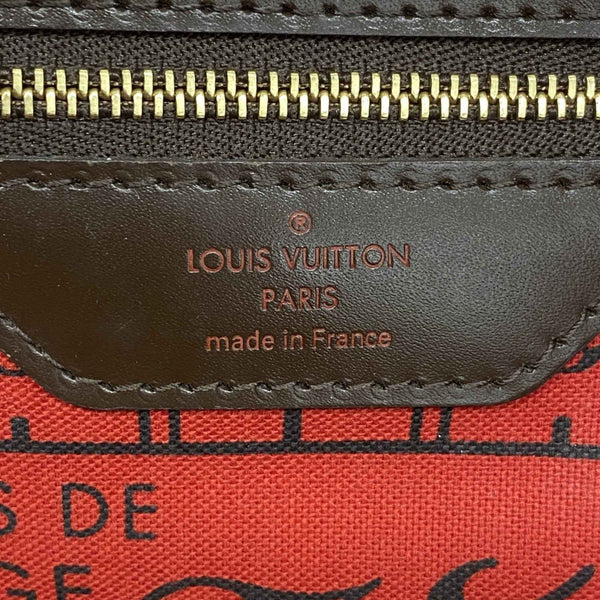 ®
LOUIS VUITTON
PARIS
made in France
S DE
GE